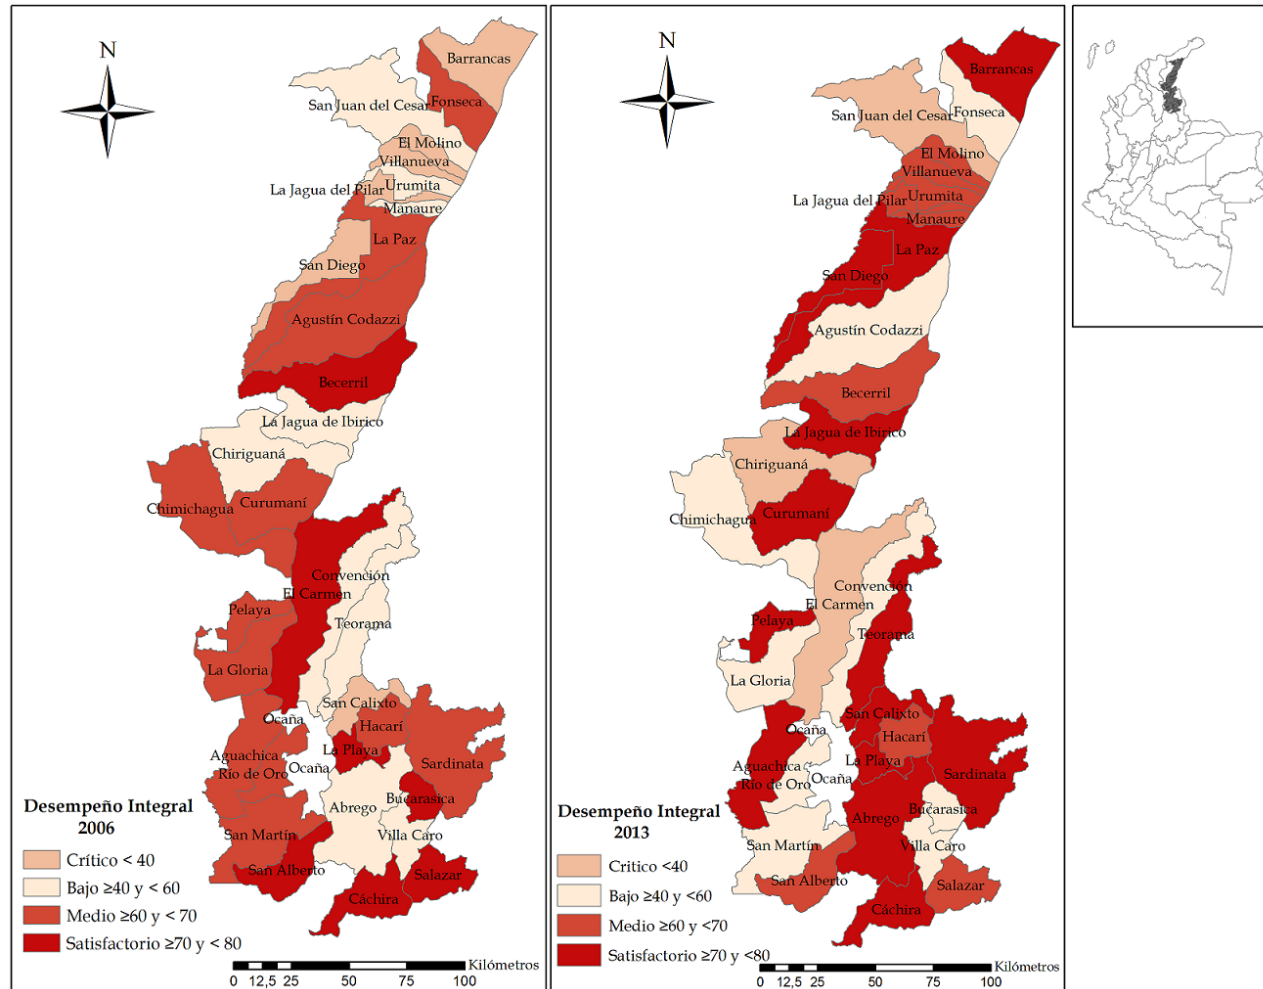 N
Barrancas
Fonseca
San Juan del Cesar
El Molino
Villanueva
La Jagua del Pilar
Urumita
Manaure
La Paz
San Diego
Agustín Codazzi
Becerril
La Jagua de Ibirico
Chiriguaná
Chimichagua
Curumaní
Convención
El Carmen
Pelaya
Teorama
La Gloria
San Calixto
Ocaña
Hacarí
La Playa
Aguachica
Río de Oro
Ocaña
Sardinata
Abrego
Bucarasica
San Martín
Villa Caro
San Alberto
Salazar
Cáchira
Desempeño Integral
2006
Crítico < 40
Bajo ≥40 y < 60
Medio ≥60 y < 70
Satisfactorio ≥70 y < 80
Kilómetros
0 12,5 25 50 75 100
N
Barrancas
Fonseca
San Juan del Cesar
El Molino
Villanueva
La Jagua del Pilar
Urumita
Manaure
La Paz
San Diego
Agustín Codazzi
Becerril
La Jagua de Ibirico
Chiriguaná
Chimichagua
Curumaní
Convención
El Carmen
Pelaya
Teorama
La Gloria
San Calixto
Ocaña
Hacarí
La Playa
Aguachica
Río de Oro
Ocaña
Sardinata
Abrego
Bucarasica
San Martín
Villa Caro
San Alberto
Salazar
Cáchira
Desempeño Integral
2013
Critico <40
Bajo ≥40 y <60
Medio ≥60 y <70
Satisfactorio ≥70 y <80
Kilómetros
0 12,5 25 50 75 100